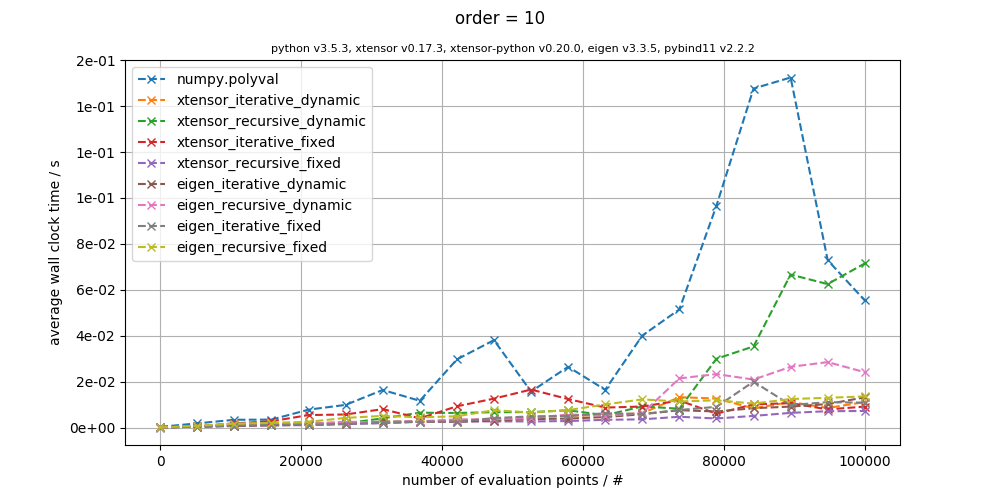 order = 10
python v3.5.3, xtensor v0.17.3, xtensor-python v0.20.0, eigen v3.3.5, pybind11 v2.2.2
2e-01
1e-01
1e-01
1e-01
8e-02
6e-02
4e-02
2e-02
0e+00
average wall clock time / s
numpy.polyval
xtensor_iterative_dynamic
xtensor_recursive_dynamic
xtensor_iterative_fixed
xtensor_recursive_fixed
eigen_iterative_dynamic
eigen_recursive_dynamic
eigen_iterative_fixed
eigen_recursive_fixed
0 20000 40000 60000 80000 100000
number of evaluation points / #